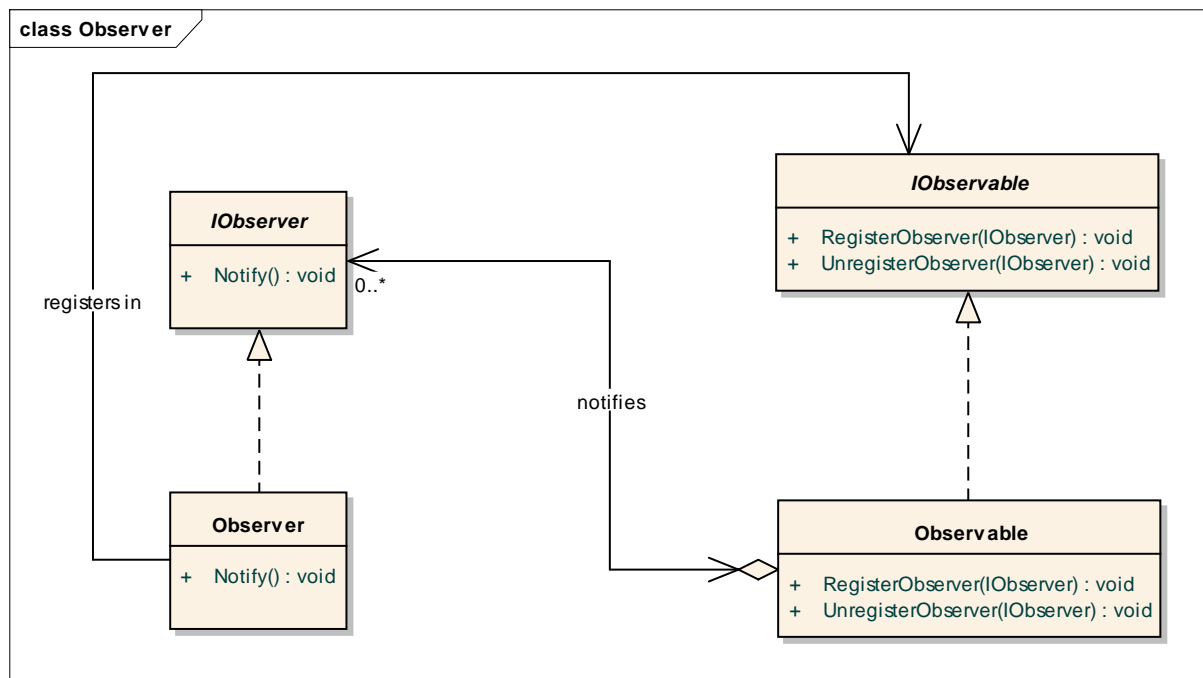 class Observer
IObserver
+ Notify() : void
0..*
registers in
IObservable
+ RegisterObserver(IObserver) : void
+ UnregisterObserver(IObserver) : void
notifies
Observer
+ Notify() : void
Observable
+ RegisterObserver(IObserver) : void
+ UnregisterObserver(IObserver) : void